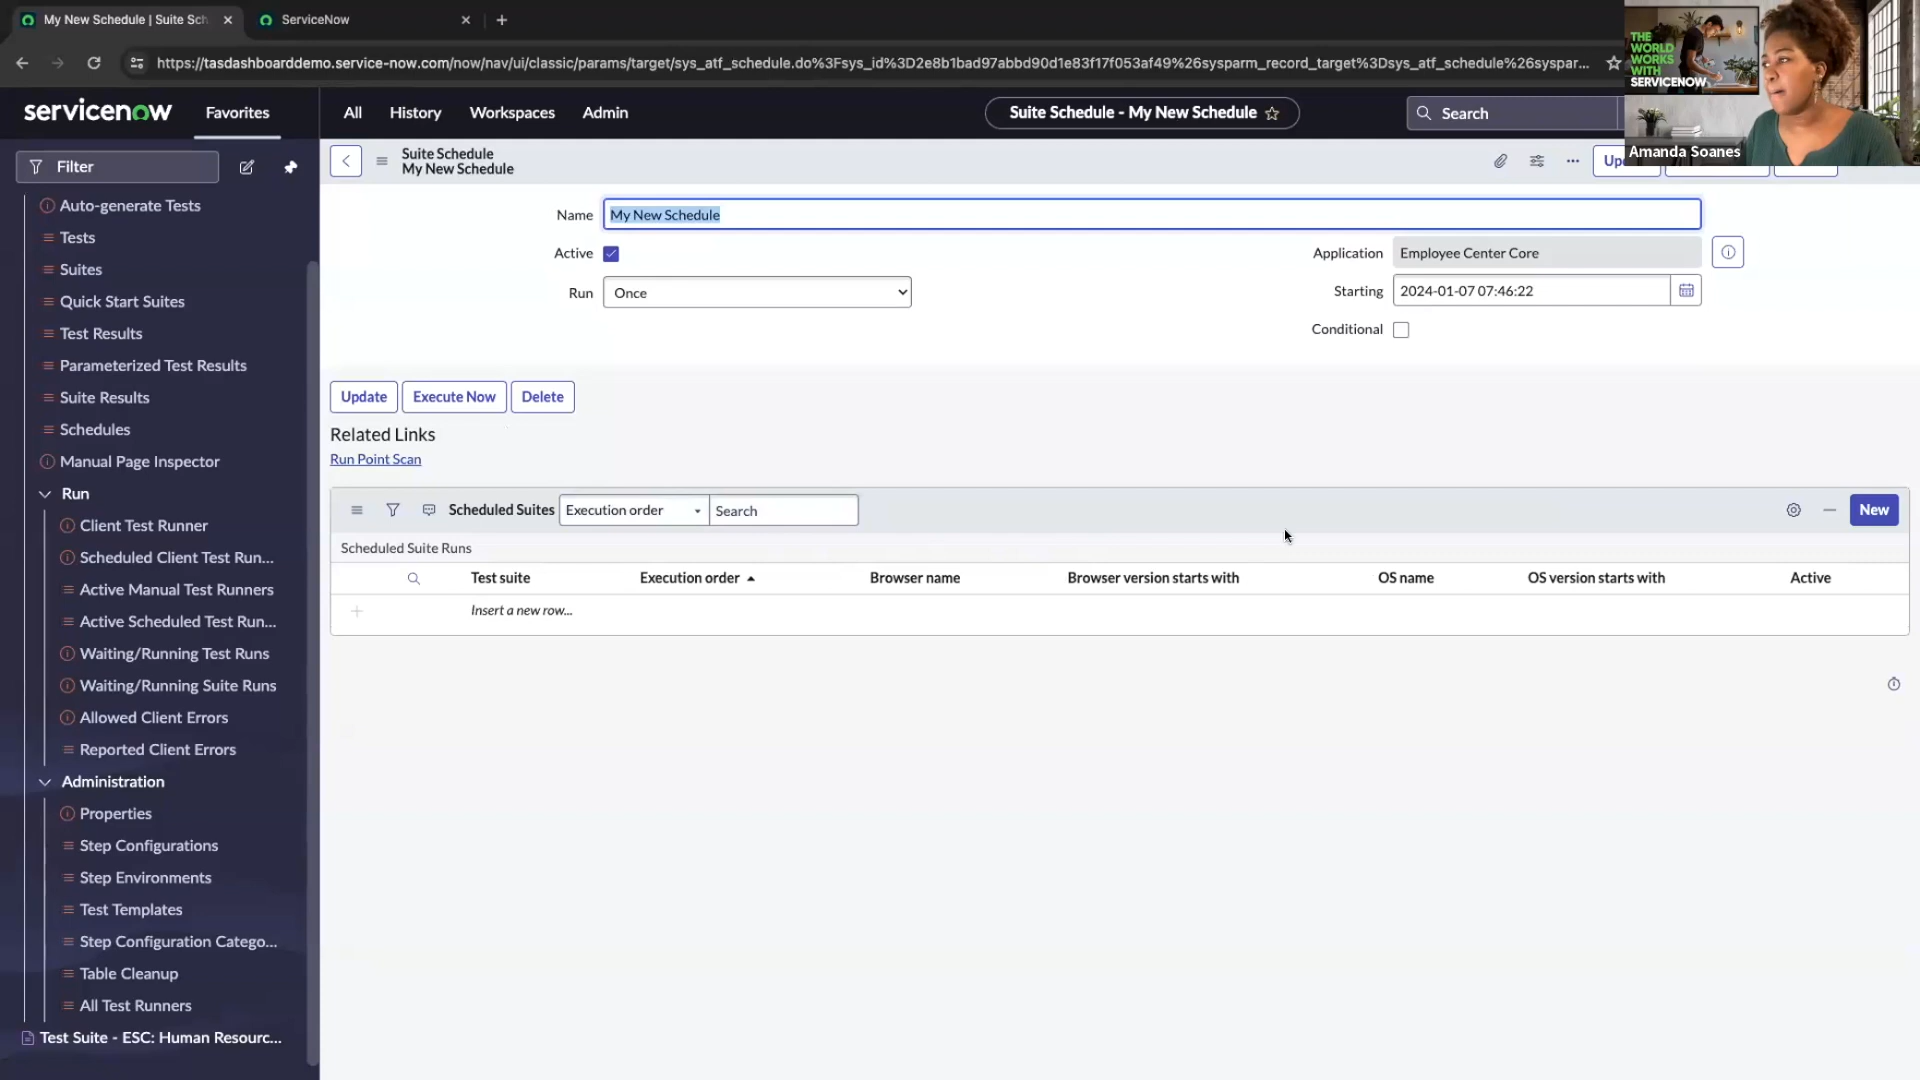 My New Schedule | Suite Sch
ServiceNow
https://tasdashboarddemo.service-now.com/now/nav/ui/classic/params/target/sys_atf_schedule.do%3Fsys_id%3D2e8b1bad97abbd90d1e83f17f053af49%26sysparm_record_target%3Dsys_atf_schedule%26syspar...
THE
WORLD
WORKS
WITH
SERVICENOW
Amanda Soanes
servicenow
Favorites
All
History
Workspaces
Admin
Suite Schedule - My New Schedule
Search
Filter
Suite Schedule
My New Schedule
Auto-generate Tests
Tests
Suites
Quick Start Suites
Test Results
Parameterized Test Results
Suite Results
Schedules
Manual Page Inspector
Run
Client Test Runner
Scheduled Client Test Run...
Active Manual Test Runners
Active Scheduled Test Run...
Waiting/Running Test Runs
Waiting/Running Suite Runs
Allowed Client Errors
Reported Client Errors
Administration
Properties
Step Configurations
Step Environments
Test Templates
Step Configuration Catego...
Table Cleanup
All Test Runners
Test Suite - ESC: Human Resourc...
Name
My New Schedule
Active
Application
Employee Center Core
Run
Once
Starting
2024-01-07 07:46:22
Conditional
Update
Execute Now
Delete
Related Links
Run Point Scan
Scheduled Suites
Execution order
Search
New
Scheduled Suite Runs
Test suite
Execution order
Browser name
Browser version starts with
OS name
OS version starts with
Active
Insert a new row...